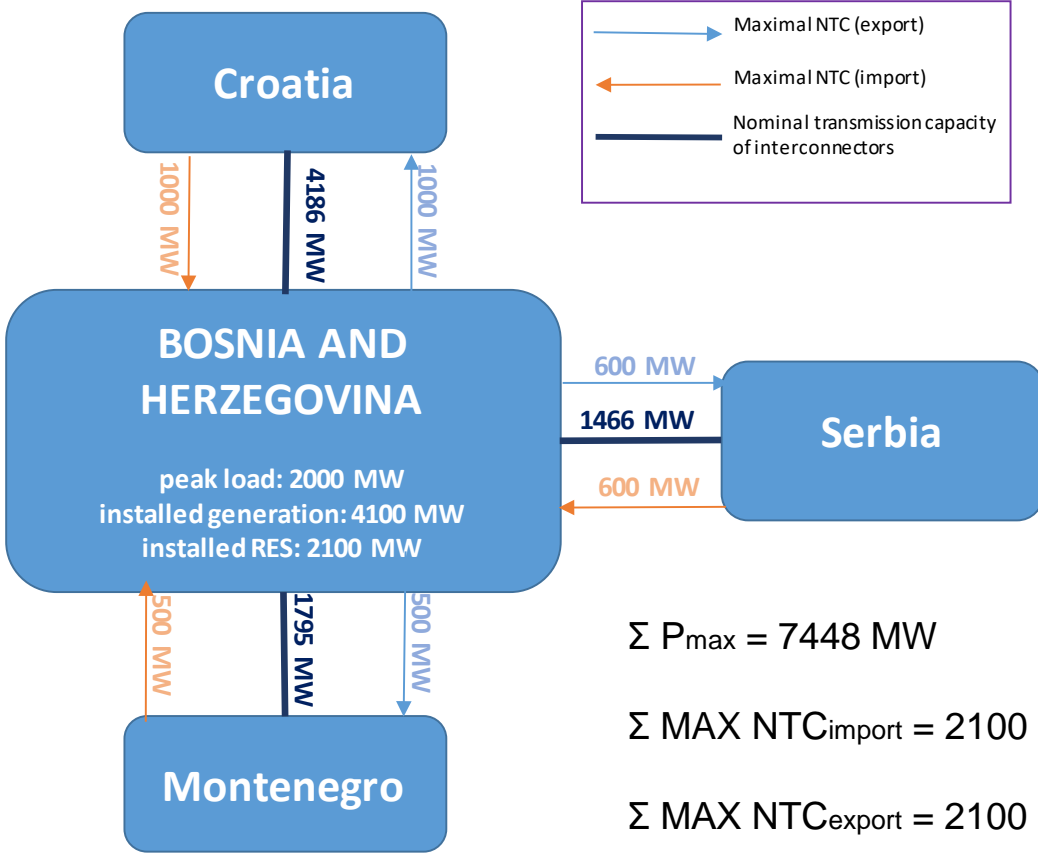 Croatia
Maximal NTC (export)
Maximal NTC (import)
Nominal transmission capacity
of interconnectors
1000 MW
4186 MW
1000 MW
BOSNIA AND
HERZEGOVINA
peak load: 2000 MW
installed generation: 4100 MW
installed RES: 2100 MW
600 MW
1466 MW
600 MW
Serbia
500 MW
1795 MW
500 MW
Montenegro
Σ Pmax = 7448 MW
Σ MAX NTCimport = 2100
Σ MAX NTCexport = 2100